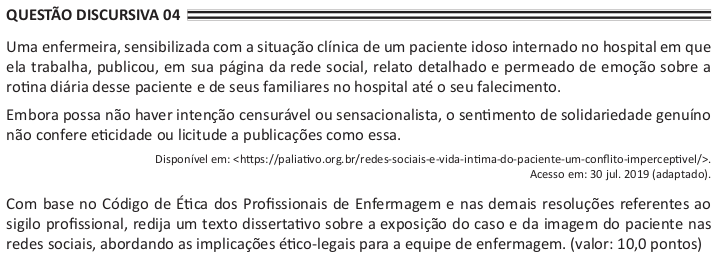 QUESTÃO DISCURSIVA 04
Uma enfermeira, sensibilizada com a situação clínica de um paciente idoso internado no hospital em que
ela trabalha, publicou, em sua página da rede social, relato detalhado e permeado de emoção sobre a
rotina diária desse paciente e de seus familiares no hospital até o seu falecimento.
Embora possa não haver intenção censurável ou sensacionalista, o sentimento de solidariedade genuíno
não confere eticidade ou licitude a publicações como essa.
Disponível em: <https://paliativo.org.br/redes-sociais-e-vida-intima-do-paciente-um-conflito-imperceptivel/>.
Acesso em: 30 jul. 2019 (adaptado).
Com base no Código de Ética dos Profissionais de Enfermagem e nas demais resoluções referentes ao
sigilo profissional, redija um texto dissertativo sobre a exposição do caso e da imagem do paciente nas
redes sociais, abordando as implicações ético-legais para a equipe de enfermagem. (valor: 10,0 pontos)